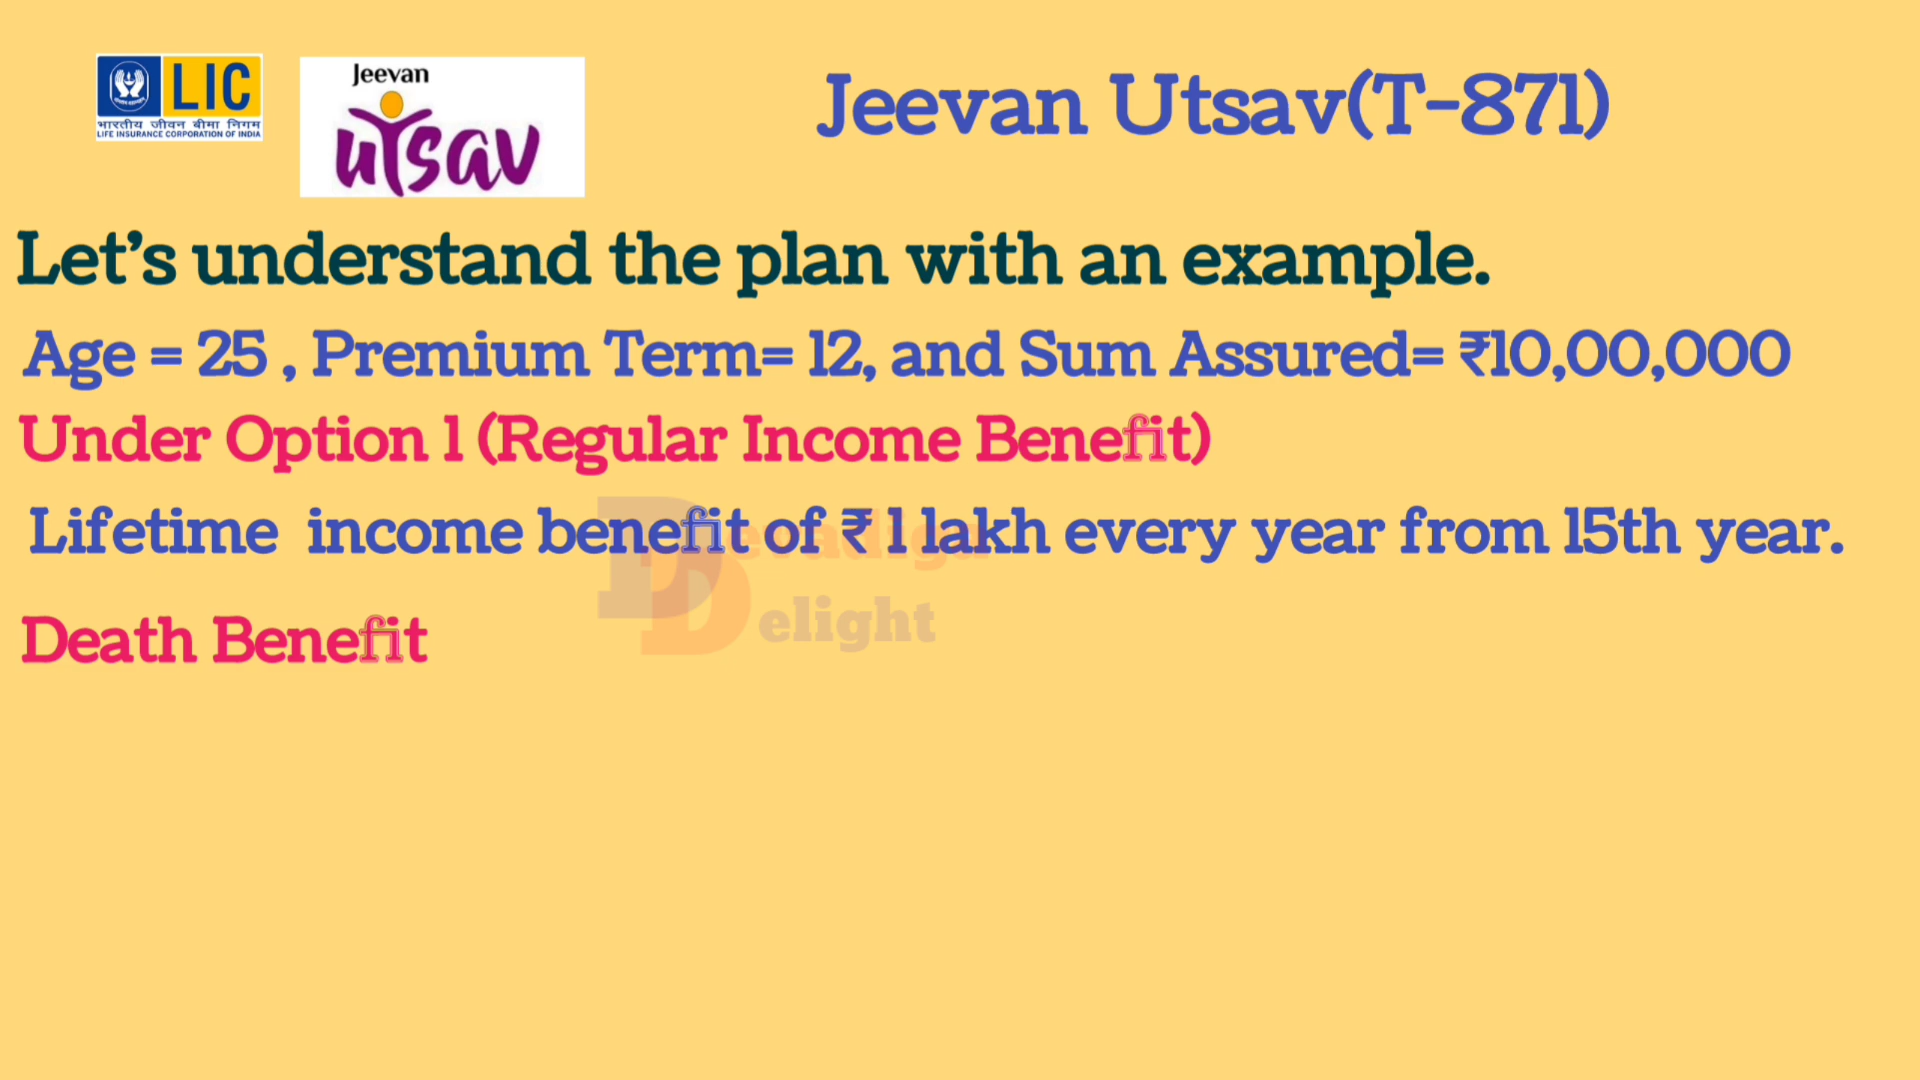 LIC
भारतीय जीवन बीमा निगम
LIFE INSURANCE CORPORATION OF INDIA
Jeevan
utsav
Jeevan Utsav(T-871)
Let's understand the plan with an example.
Age = 25 , Premium Term= 12, and Sum Assured= ₹10,00,000
Under Option 1 (Regular Income Benefit)
Lifetime income benefit of ₹ 1 lakh every year from 15th year.
Devadiga
Delight
Death Benefit